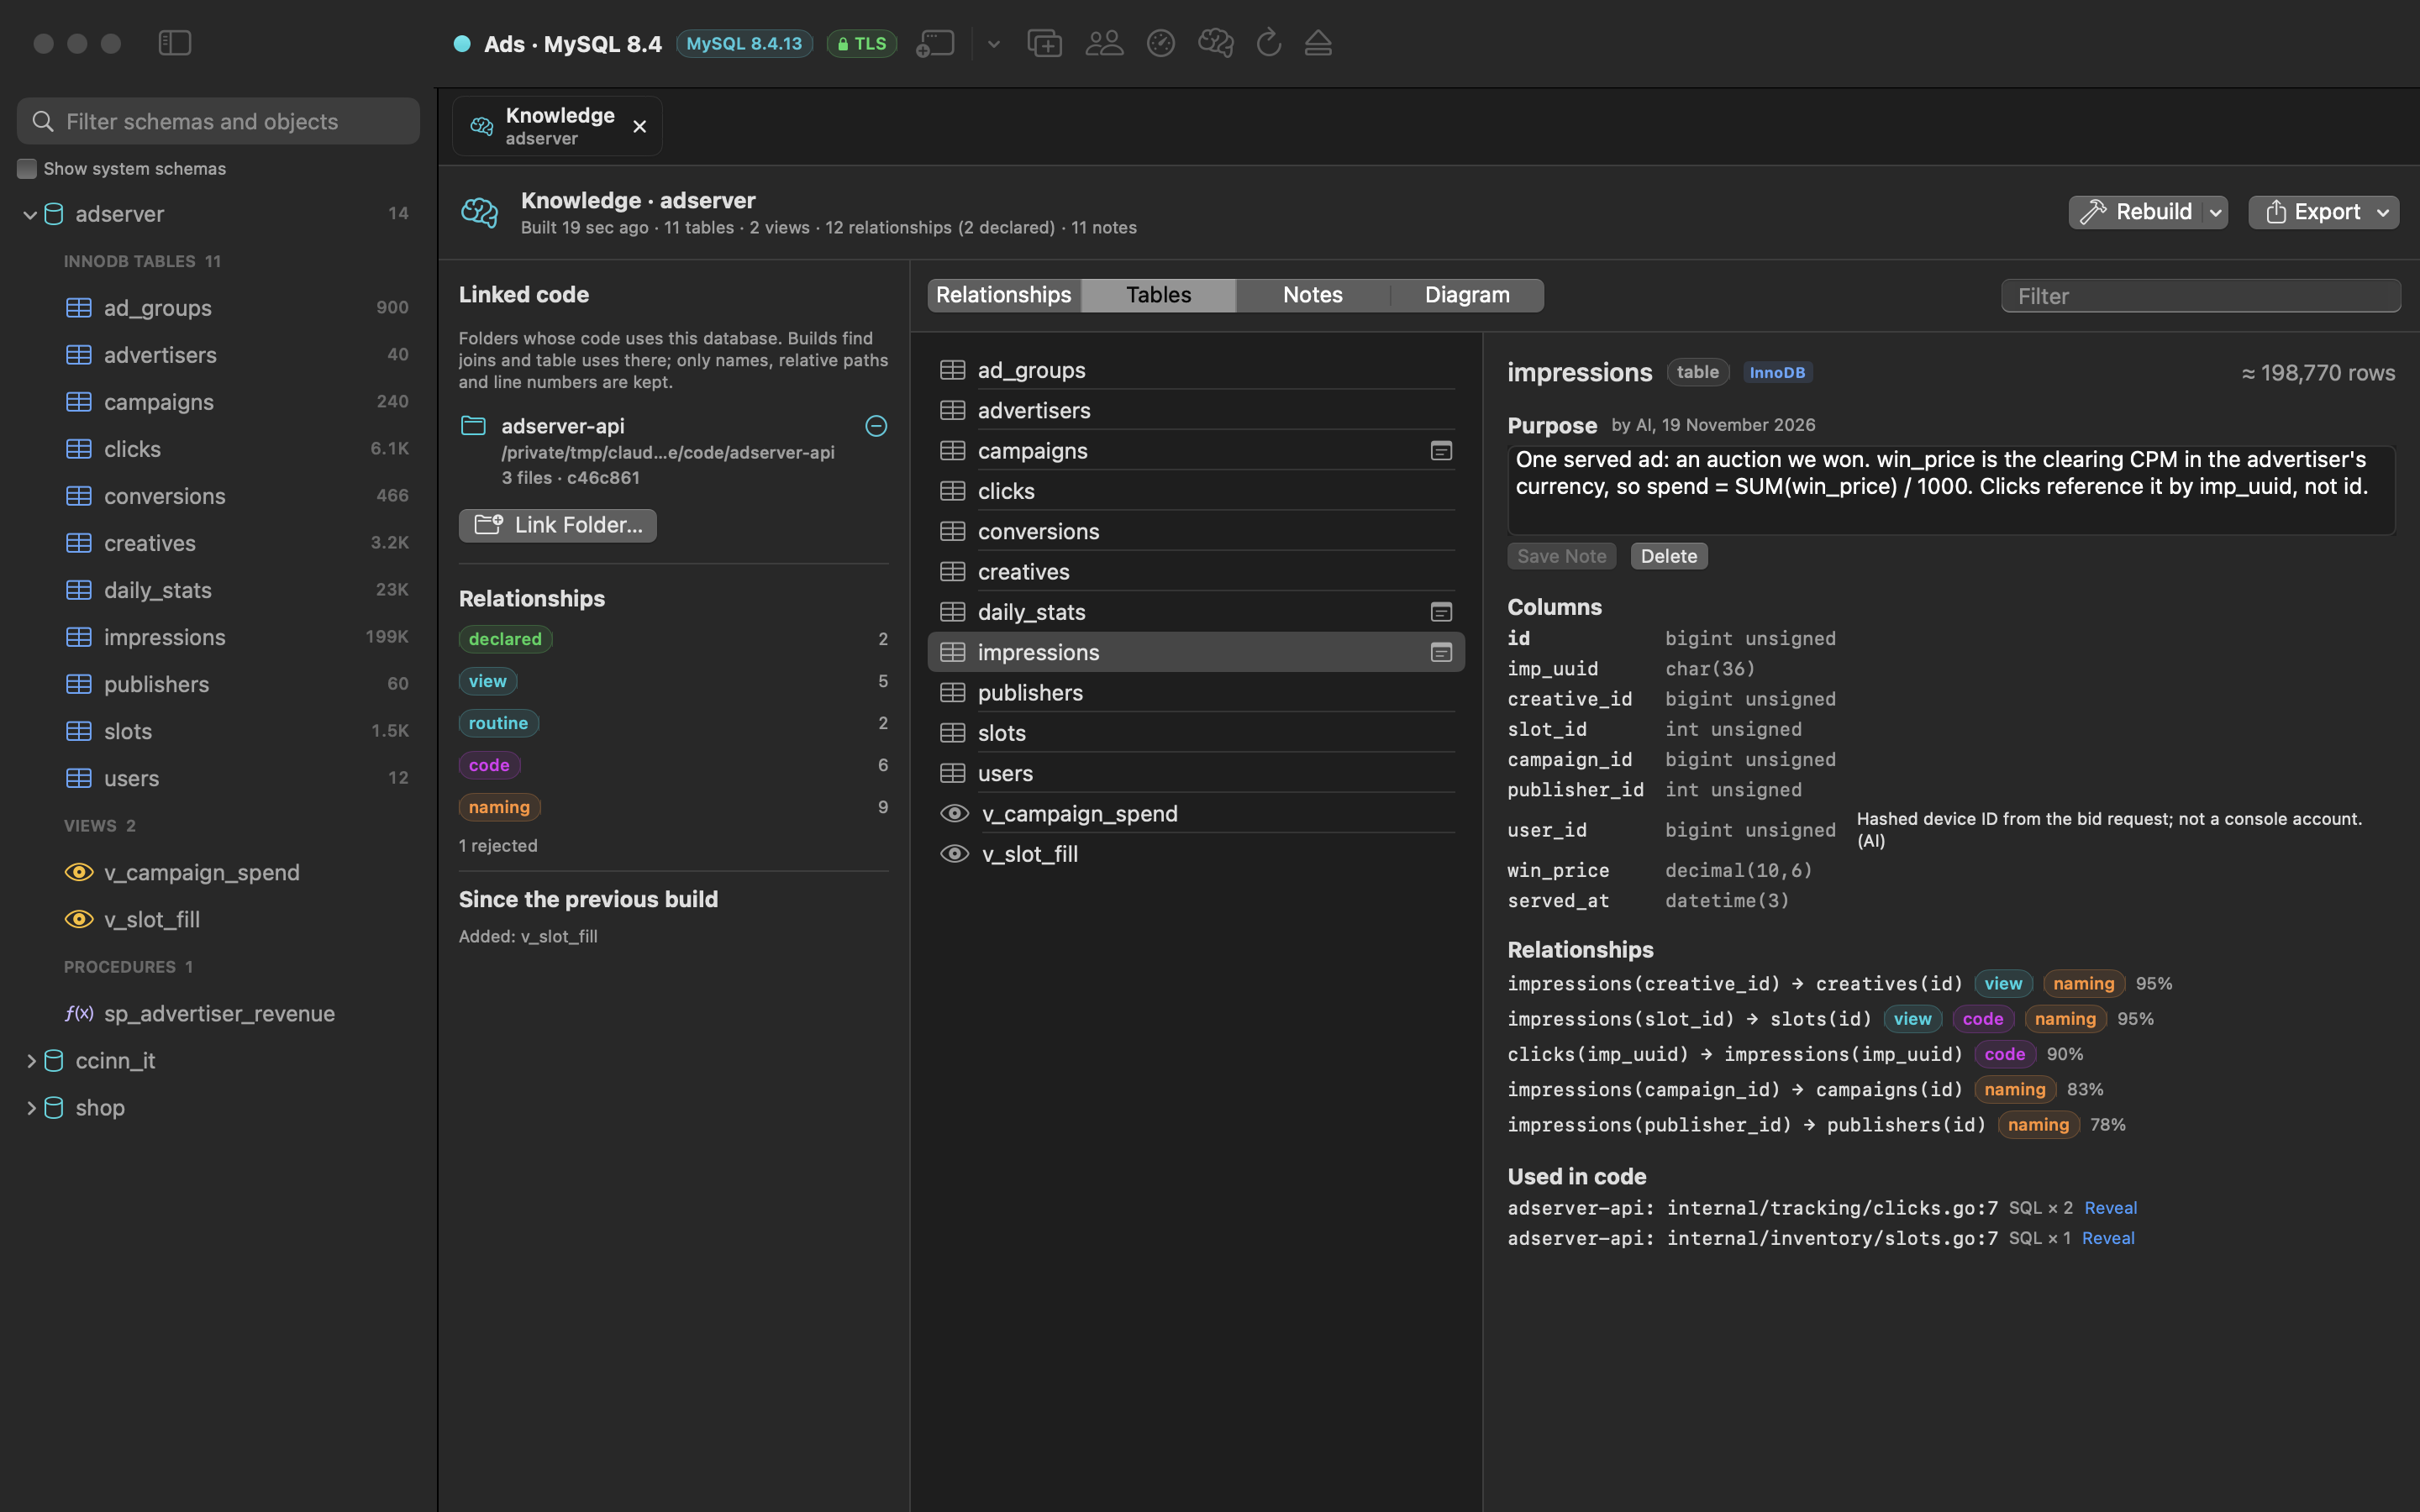 Ads · MySQL 8.4
MySQL 8.4.13
TLS
Filter schemas and objects
Show system schemas
adserver 14
INNODB TABLES 11
ad_groups 900
advertisers 40
campaigns 240
clicks 6.1K
conversions 466
creatives 3.2K
daily_stats 23K
impressions 199K
publishers 60
slots 1.5K
users 12
VIEWS 2
v_campaign_spend
v_slot_fill
PROCEDURES 1
f(x) sp_advertiser_revenue
ccinn_it
shop
Knowledge
adserver
Knowledge · adserver
Built 19 sec ago · 11 tables · 2 views · 12 relationships (2 declared) · 11 notes
Rebuild
Export
Linked code
Folders whose code uses this database. Builds find
joins and table uses there; only names, relative paths
and line numbers are kept.
adserver-api
/private/tmp/claud...e/code/adserver-api
3 files · c46c861
Link Folder...
Relationships
declared 2
view 5
routine 2
code 6
naming 9
1 rejected
Since the previous build
Added: v_slot_fill
Relationships
Tables
Notes
Diagram
Filter
ad_groups
advertisers
campaigns
clicks
conversions
creatives
daily_stats
impressions
publishers
slots
users
v_campaign_spend
v_slot_fill
impressions table InnoDB ≈ 198,770 rows
Purpose by AI, 19 November 2026
One served ad: an auction we won. win_price is the clearing CPM in the advertiser's
currency, so spend = SUM(win_price) / 1000. Clicks reference it by imp_uuid, not id.
Save Note
Delete
Columns
id bigint unsigned
imp_uuid char(36)
creative_id bigint unsigned
slot_id int unsigned
campaign_id bigint unsigned
publisher_id int unsigned
user_id bigint unsigned Hashed device ID from the bid request; not a console account.
(AI)
win_price decimal(10,6)
served_at datetime(3)
Relationships
impressions(creative_id) → creatives(id) view naming 95%
impressions(slot_id) → slots(id) view code naming 95%
clicks(imp_uuid) → impressions(imp_uuid) code 90%
impressions(campaign_id) → campaigns(id) naming 83%
impressions(publisher_id) → publishers(id) naming 78%
Used in code
adserver-api: internal/tracking/clicks.go:7 SQL × 2 Reveal
adserver-api: internal/inventory/slots.go:7 SQL × 1 Reveal